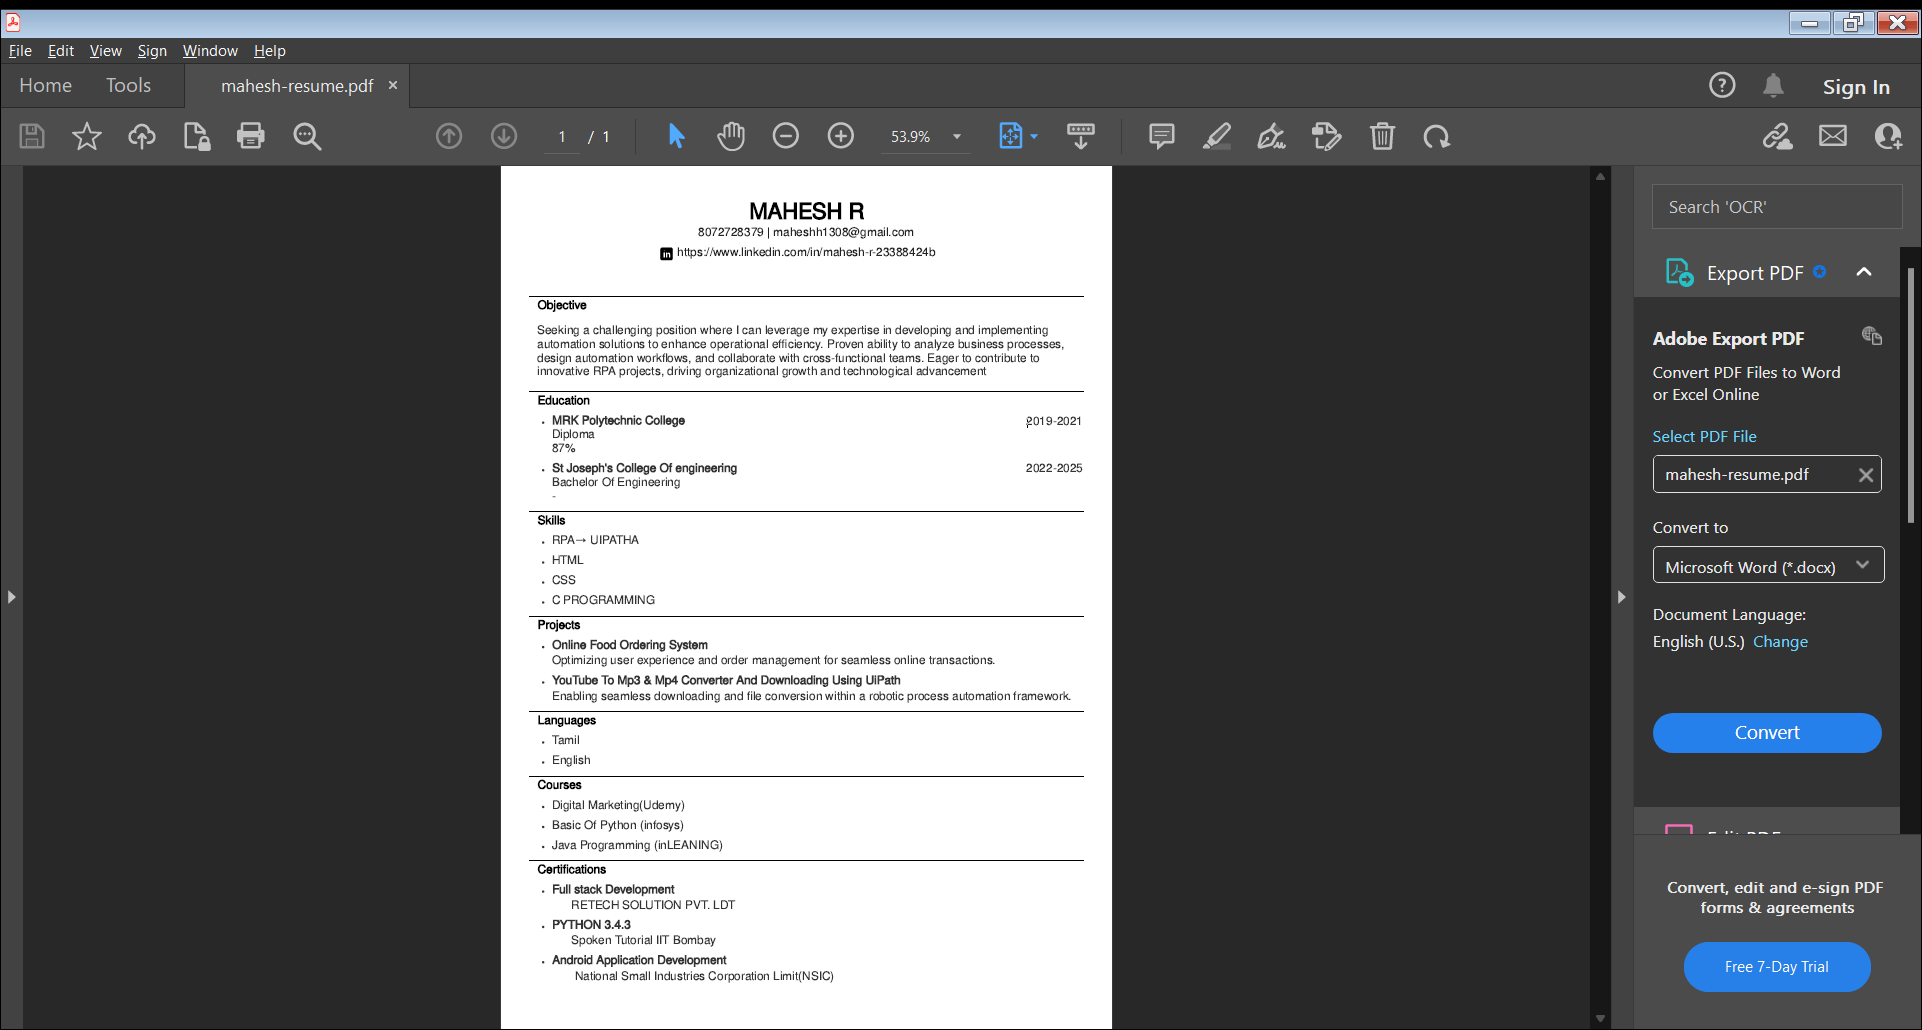 File Edit View Sign Window Help
Home Tools mahesh-resume.pdf × Sign In
1 / 1 53.9%
MAHESH R
8072728379 | maheshh1308@gmail.com
in https://www.linkedin.com/in/mahesh-r-23388424b
Objective
Seeking a challenging position where I can leverage my expertise in developing and implementing
automation solutions to enhance operational efficiency. Proven ability to analyze business processes,
design automation workflows, and collaborate with cross-functional teams. Eager to contribute to
innovative RPA projects, driving organizational growth and technological advancement
Education
• MRK Polytechnic College 2019-2021
Diploma
87%
• St Joseph's College Of engineering 2022-2025
Bachelor Of Engineering
-
Skills
• RPA→ UIPATHA
• HTML
• CSS
• C PROGRAMMING
Projects
• Online Food Ordering System
Optimizing user experience and order management for seamless online transactions.
• YouTube To Mp3 & Mp4 Converter And Downloading Using UiPath
Enabling seamless downloading and file conversion within a robotic process automation framework.
Languages
• Tamil
• English
Courses
• Digital Marketing(Udemy)
• Basic Of Python (infosys)
• Java Programming (inLEANING)
Certifications
• Full stack Development
RETECH SOLUTION PVT. LDT
• PYTHON 3.4.3
Spoken Tutorial IIT Bombay
• Android Application Development
National Small Industries Corporation Limit(NSIC)
Search 'OCR'
Export PDF
Adobe Export PDF
Convert PDF Files to Word
or Excel Online
Select PDF File
mahesh-resume.pdf
Convert to
Microsoft Word (*.docx)
Document Language:
English (U.S.) Change
Convert
Edit PDF
Convert, edit and e-sign PDF
forms & agreements
Free 7-Day Trial